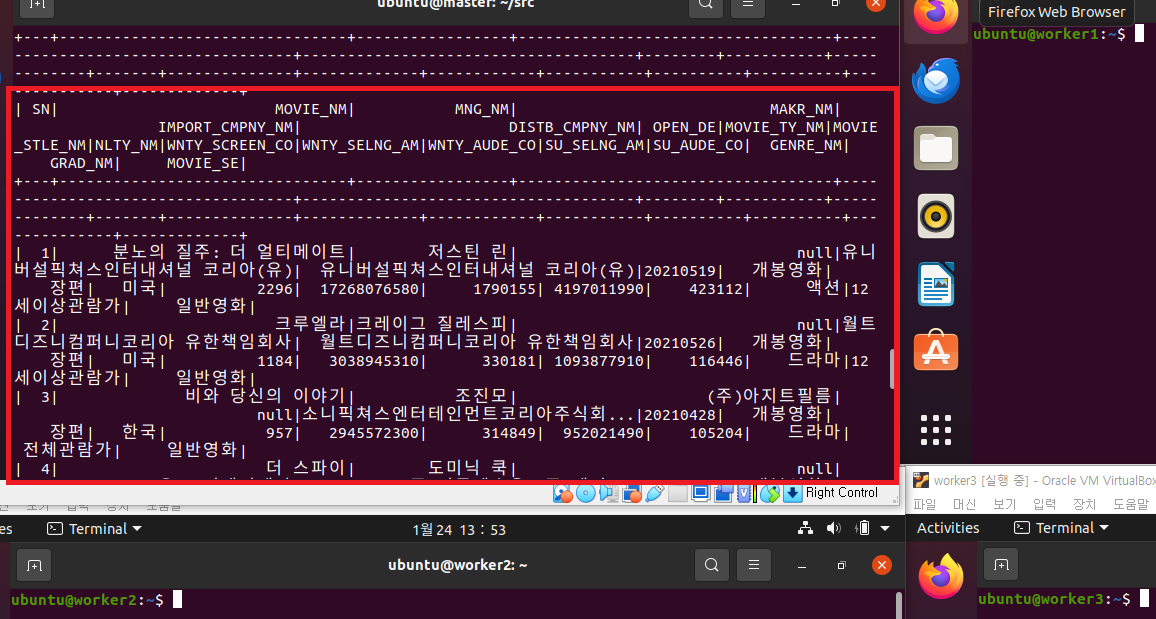 ubuntu@master: ~/src
Firefox Web Browser
ubuntu@worker1:~$
+---+------------------------------+----------------+---------------------------------+----
-------------------------+-----------------------------------+--------+-----------+-----
--------+-------+--------------+-------------+------------+-----------+----------+---
-------------+-------------+
| SN|                       MOVIE_NM|           MNG_NM|                           MAKR_NM|
                IMPORT_CMPNY_NM|                       DISTB_CMPNY_NM| OPEN_DE|MOVIE_TY_NM|MOVIE
_STLE_NM|NLTY_NM|WNTY_SCREEN_CO|WNTY_SELNG_AM|WNTY_AUDE_CO|SU_SELNG_AM|SU_AUDE_CO|  GENRE_NM|
    GRAD_NM|     MOVIE_SE|
+---+------------------------------+----------------+---------------------------------+----
-------------------------+-----------------------------------+--------+-----------+-----
--------+-------+--------------+-------------+------------+-----------+----------+---
-------------+-------------+
|  1|      분노의 질주: 더 얼티메이트|        저스틴 린|                              null|유니
버설픽쳐스인터내셔널 코리아(유)|  유니버설픽쳐스인터내셔널 코리아(유)|20210519|   개봉영화|
    장편|   미국|          2296|  17268076580|     1790155| 4197011990|    423112|      액션|12
세이상관람가|     일반영화|
|  2|                       크루엘라|크레이그 질레스피|                              null|월트
디즈니컴퍼니코리아 유한책임회사|  월트디즈니컴퍼니코리아 유한책임회사|20210526|   개봉영화|
    장편|   미국|          1184|   3038945310|      330181| 1093877910|    116446|    드라마|12
세이상관람가|     일반영화|
|  3|             비와 당신의 이야기|           조진모|                    (주)아지트필름|
                           null|소니픽쳐스엔터테인먼트코리아주식회...|20210428|   개봉영화|
    장편|   한국|           957|   2945572300|      314849|  952021490|    105204|    드라마|
 전체관람가|     일반영화|
|  4|                      더 스파이|        도미닉 쿡|                              null|
Right Control
worker3 [실행 중] - Oracle VM VirtualBox
파일 머신 보기 입력 장치 도움말
Terminal
1월 24 13 : 53
Activities
Terminal
ubuntu@worker2: ~
ubuntu@worker2:~$
ubuntu@worker3:~$